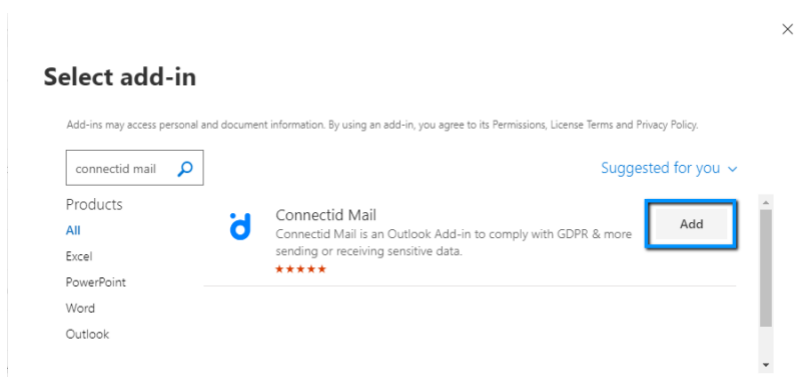 Select add-in
Add-ins may access personal and document information. By using an add-in, you agree to its Permissions, License Terms and Privacy Policy.
connectid mail
Suggested for you
Products
All
Excel
PowerPoint
Word
Outlook
Connectid Mail
Connectid Mail is an Outlook Add-in to comply with GDPR & more
sending or receiving sensitive data.
Add